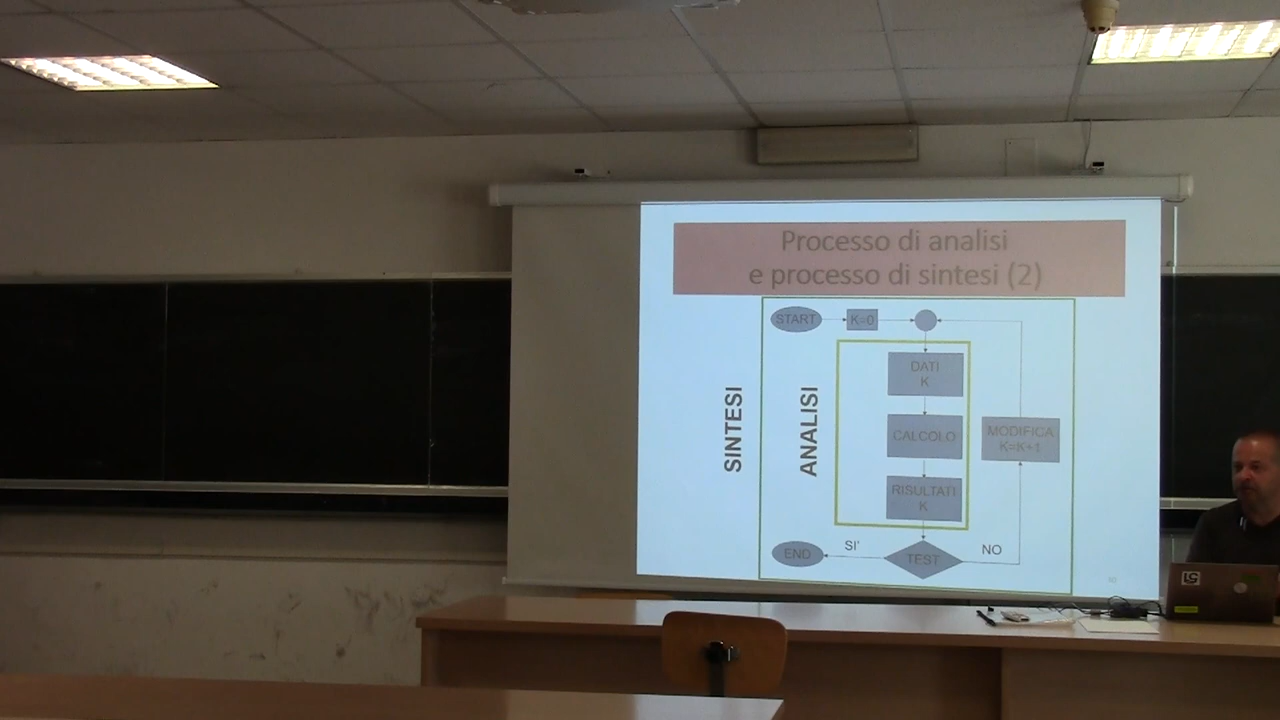 Processo di analisi
e processo di sintesi (2)
START
K=0
DATI
K
CALCOLO
MODIFICA
K=K+1
RISULTATI
K
SINTESI
ANALISI
END
SI'
TEST
NO